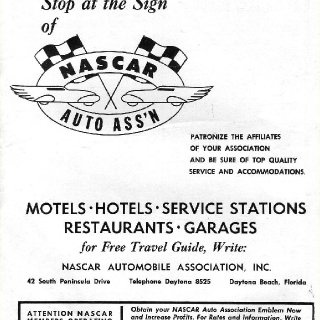 Stop at the Sign
of
NASCAR
AUTO ASS'N
PATRONIZE THE AFFILIATES
OF YOUR ASSOCIATION
AND BE SURE OF TOP QUALITY
SERVICE AND ACCOMMODATIONS.
MOTELS · HOTELS · SERVICE STATIONS
RESTAURANTS · GARAGES
for Free Travel Guide, Write:
NASCAR AUTOMOBILE ASSOCIATION, INC.
42 South Peninsula Drive Telephone Daytona 8525 Daytona Beach, Florida
ATTENTION NASCAR
MEMBERS OPERATING
Obtain your NASCAR Auto Association Emblem Now
and Increase Profits. For Rates and Information, Write